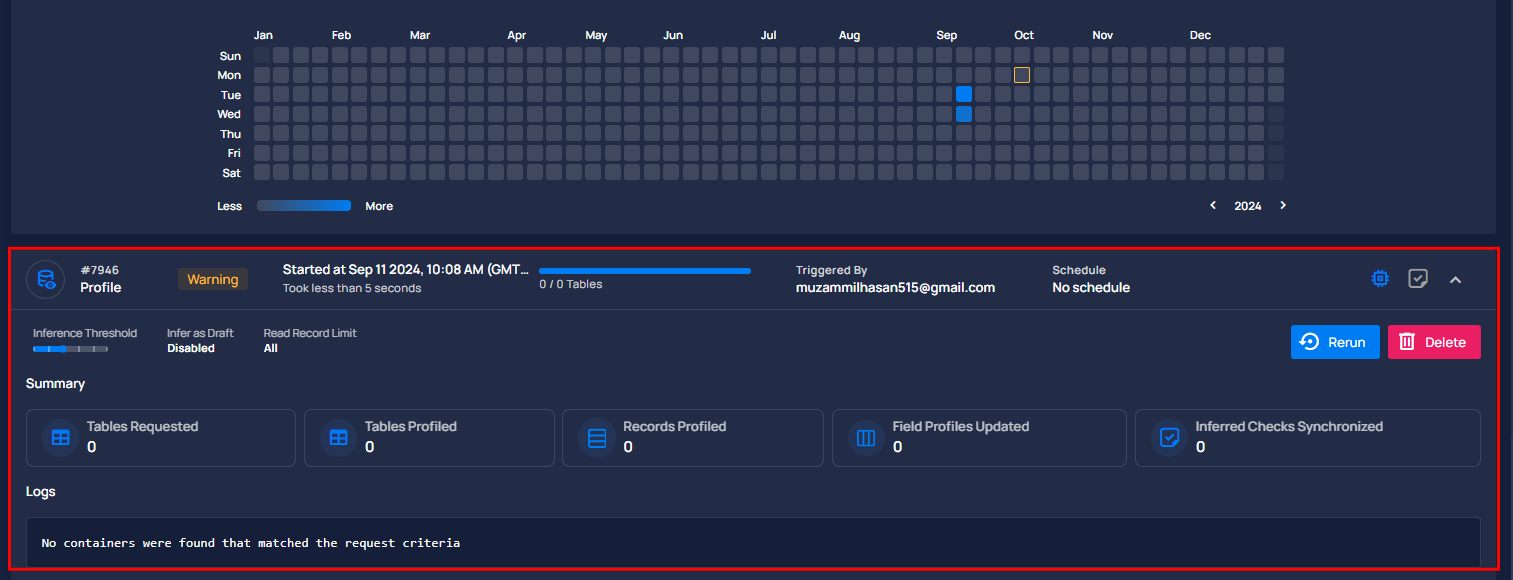 Jan Feb Mar Apr May Jun Jul Aug Sep Oct Nov Dec
Sun
Mon
Tue
Wed
Thu
Fri
Sat
Less More 2024
#7946
Profile
Warning
Started at Sep 11 2024, 10:08 AM (GMT...
Took less than 5 seconds
0 / 0 Tables
Triggered By
muzammilhasan515@gmail.com
Schedule
No schedule
Inference Threshold
Infer as Draft
Disabled
Read Record Limit
All
Rerun
Delete
Summary
Tables Requested
0
Tables Profiled
0
Records Profiled
0
Field Profiles Updated
0
Inferred Checks Synchronized
0
Logs
No containers were found that matched the request criteria